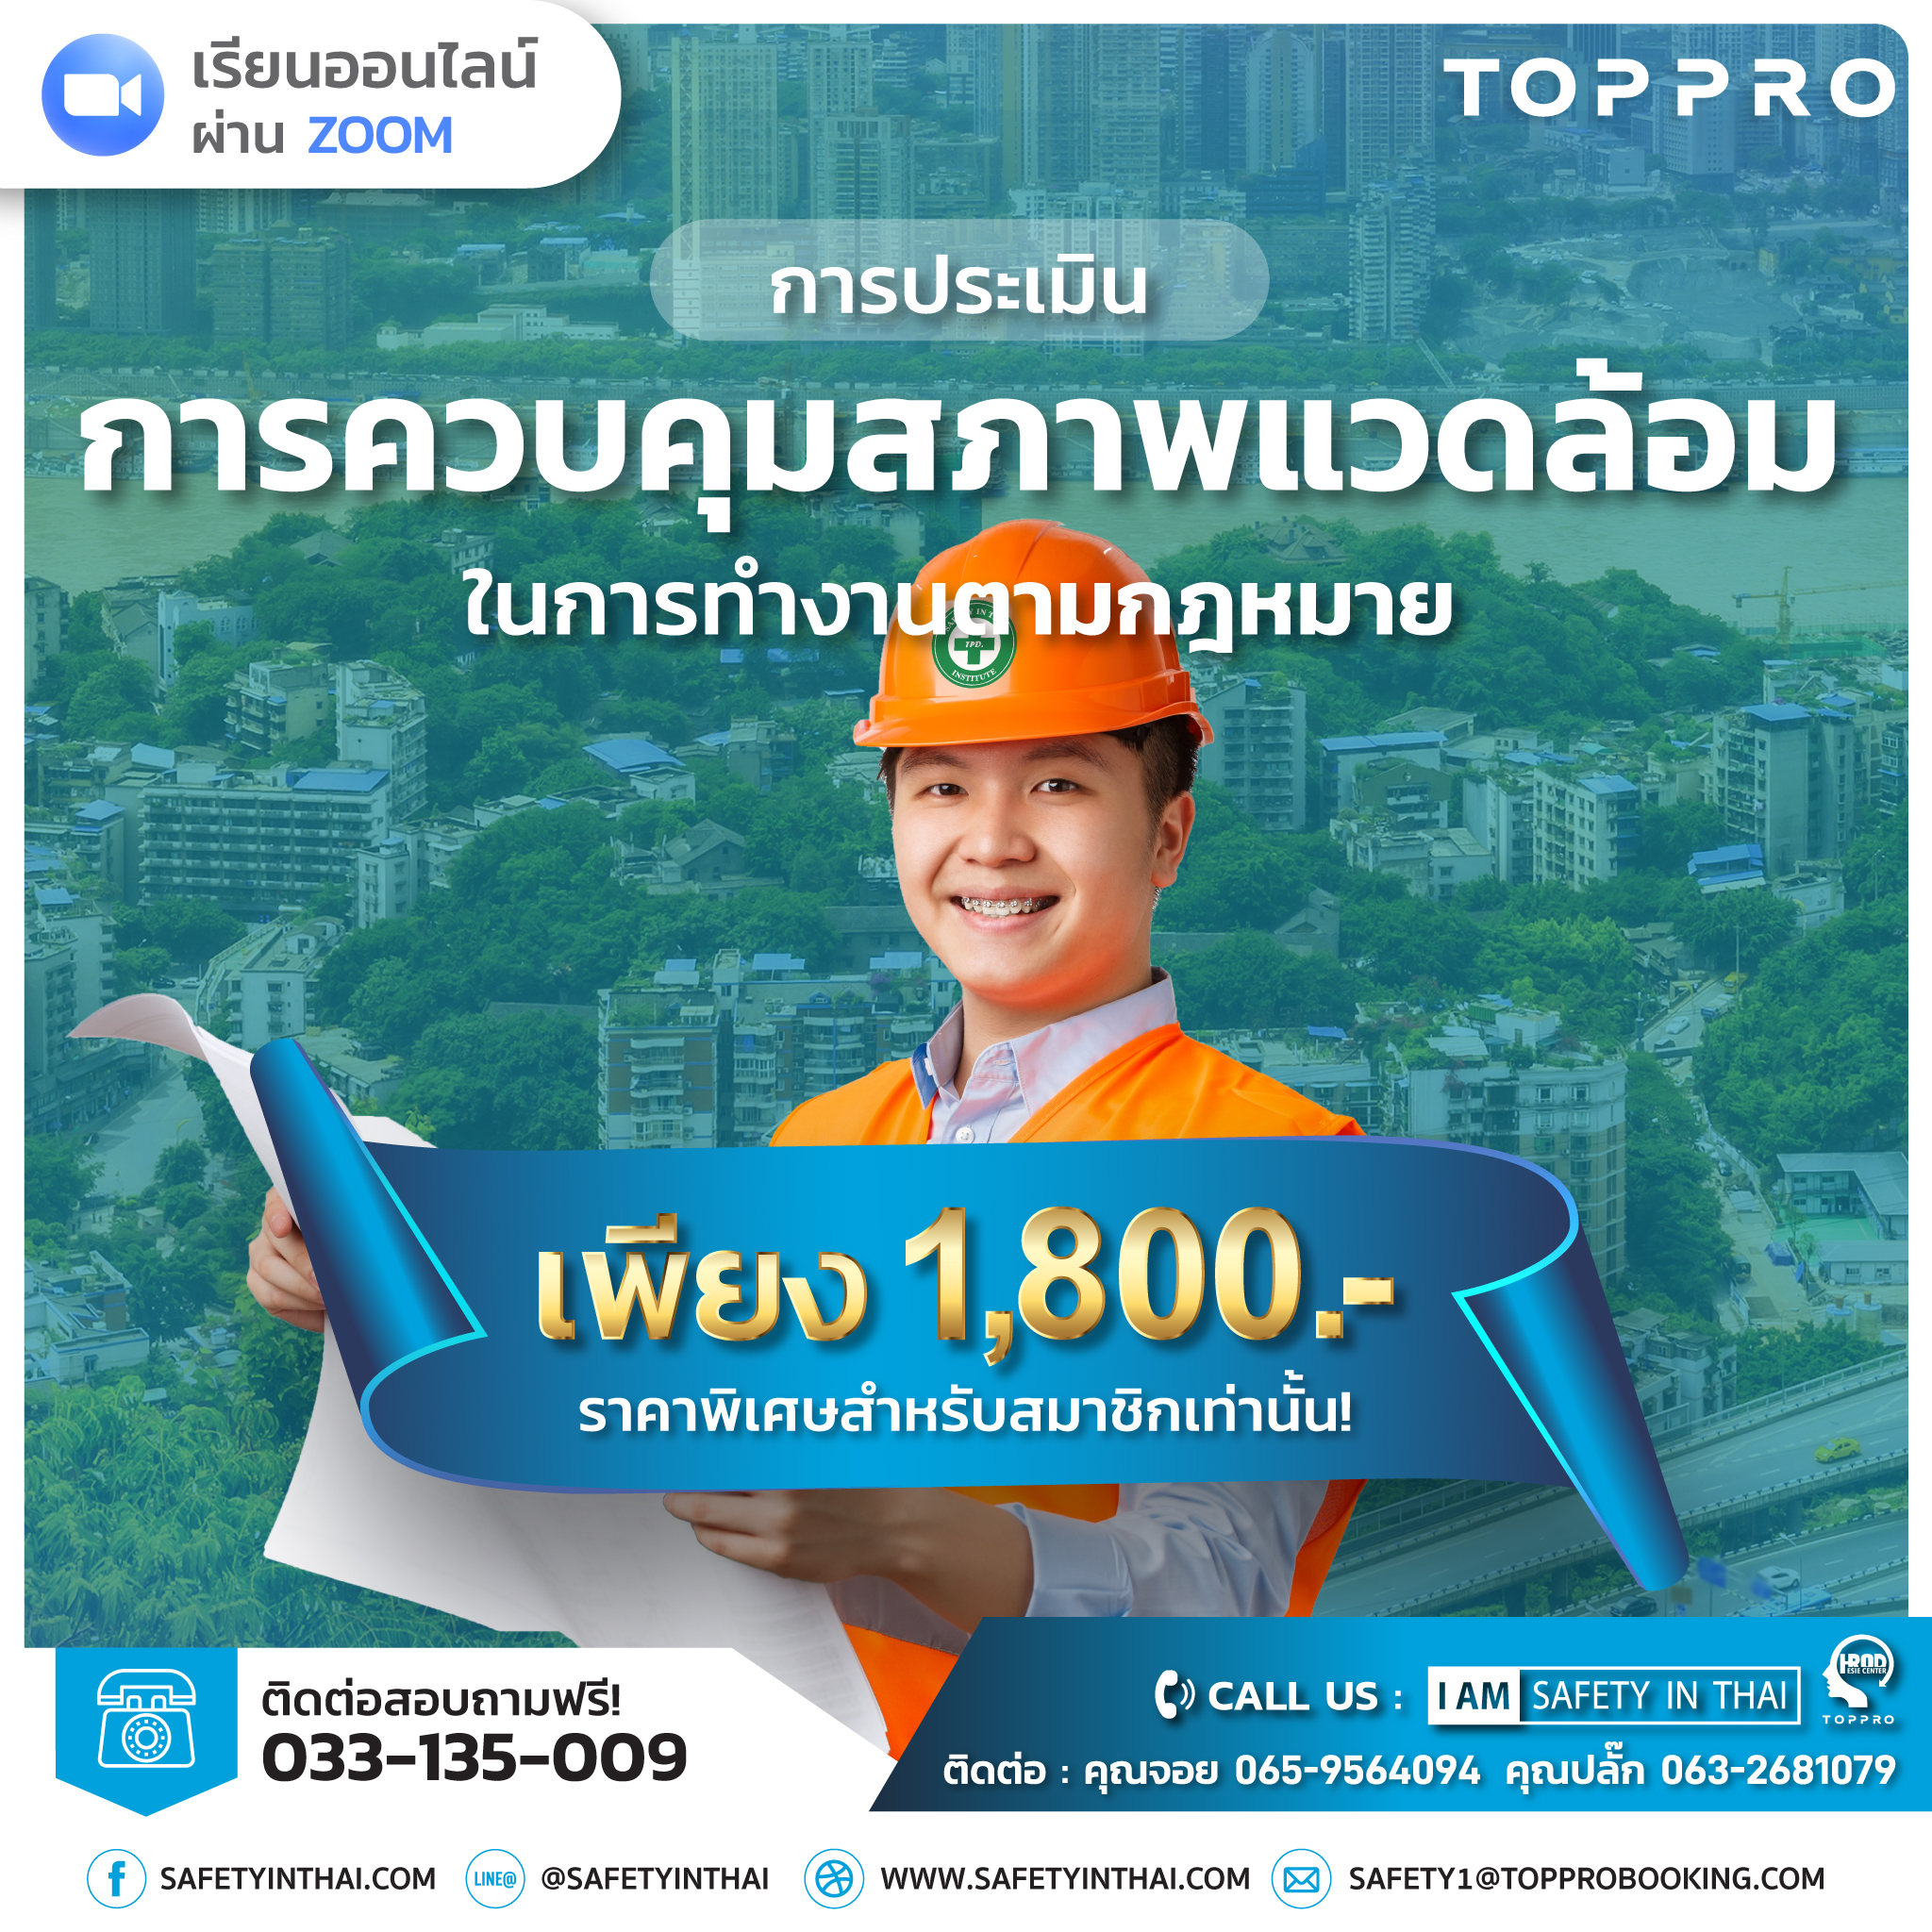 เรียนออนไลน์
ผ่าน ZOOM
TOPPRO
การประเมิน
การควบคุมสภาพแวดล้อม
ในการทำงานตามกฎหมาย
TPD.
INSTITUTE
เพียง 1,800.-
ราคาพิเศษสำหรับสมาชิกเท่านั้น!
ติดต่อสอบถามฟรี!
033-135-009
CALL US : I AM SAFETY IN THAI
ESIE CENTER
TOPPRO
ติดต่อ : คุณจอย 065-9564094 คุณปลั๊ก 063-2681079
SAFETYINTHAI.COM LINE@ @SAFETYINTHAI WWW.SAFETYINTHAI.COM SAFETY1@TOPPROBOOKING.COM